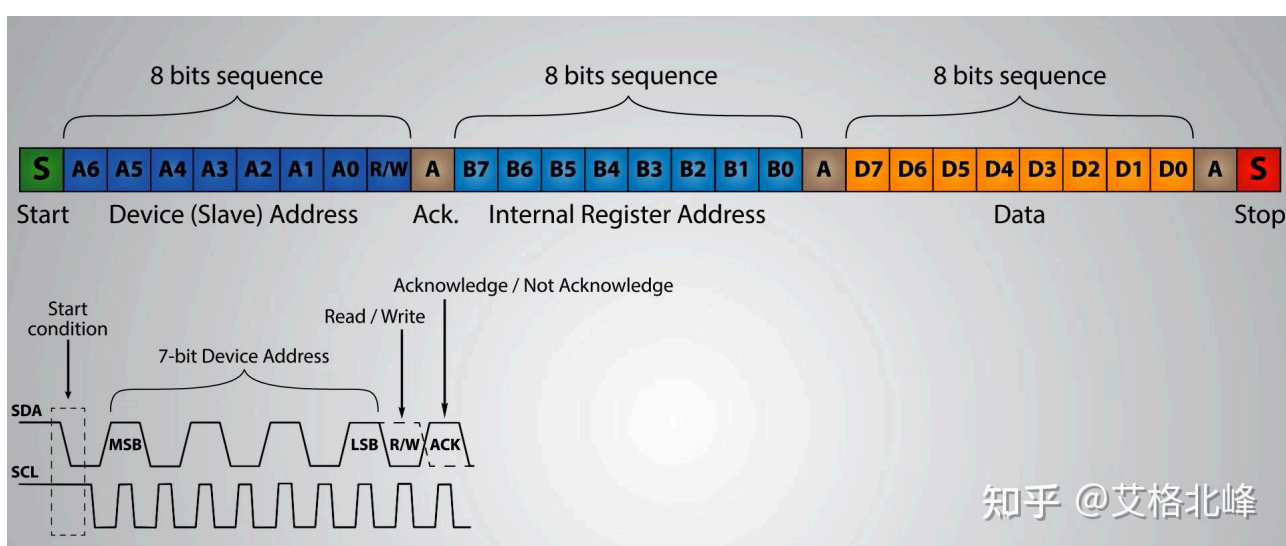 8 bits sequence 8 bits sequence 8 bits sequence
S A6 A5 A4 A3 A2 A1 A0 R/W A B7 B6 B5 B4 B3 B2 B1 B0 A D7 D6 D5 D4 D3 D2 D1 D0 A S
Start Device (Slave) Address Ack. Internal Register Address Data Stop
Acknowledge / Not Acknowledge
Start
condition
Read / Write
7-bit Device Address
SDA
MSB LSB R/W ACK
SCL
知乎 @艾格北峰